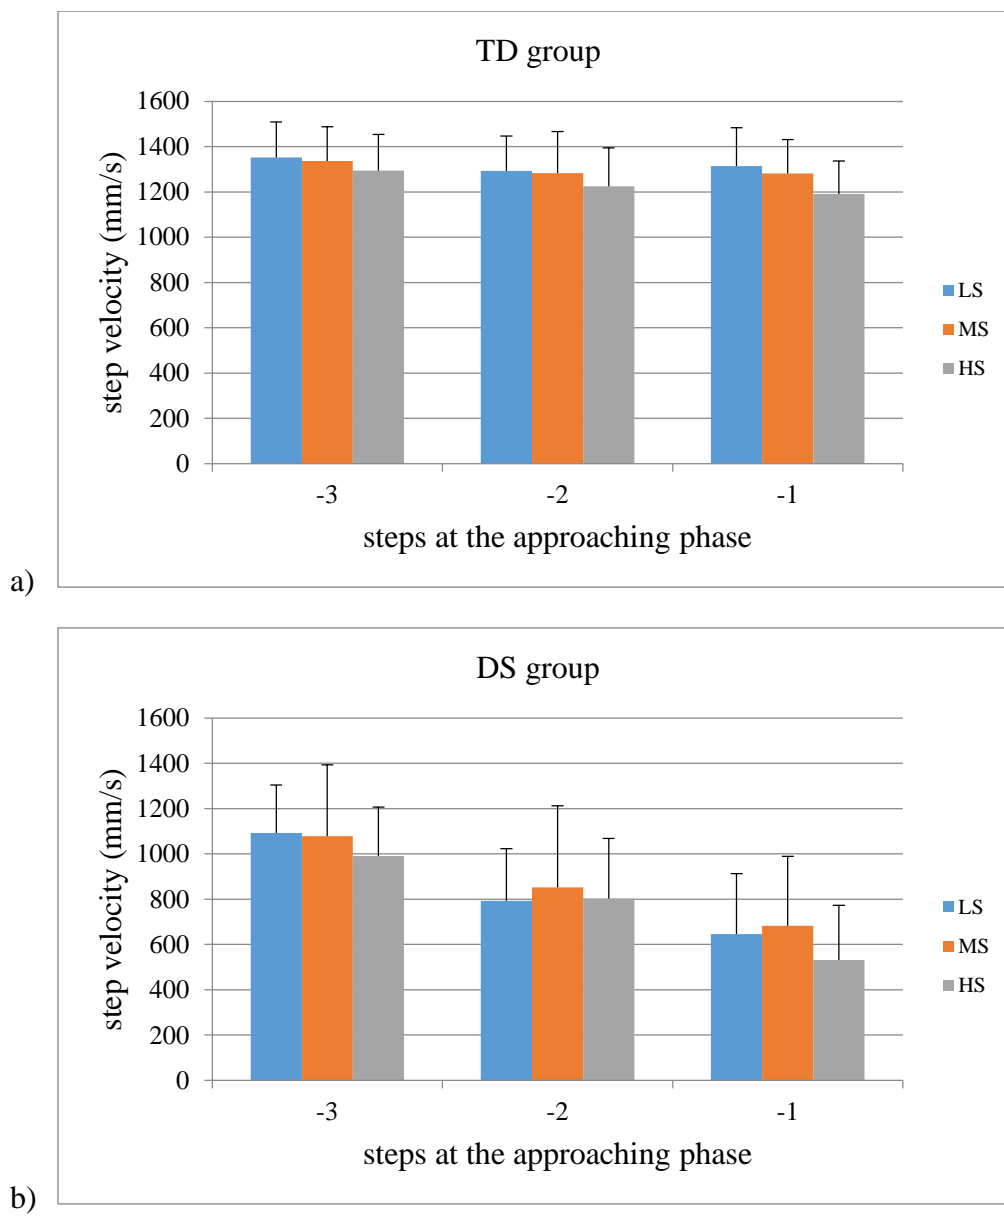 TD group
step velocity (mm/s)
1600
1400
1200
1000
800
600
400
200
0
-3 -2 -1
steps at the approaching phase
LS
MS
HS
a)
DS group
step velocity (mm/s)
1600
1400
1200
1000
800
600
400
200
0
-3 -2 -1
steps at the approaching phase
LS
MS
HS
b)